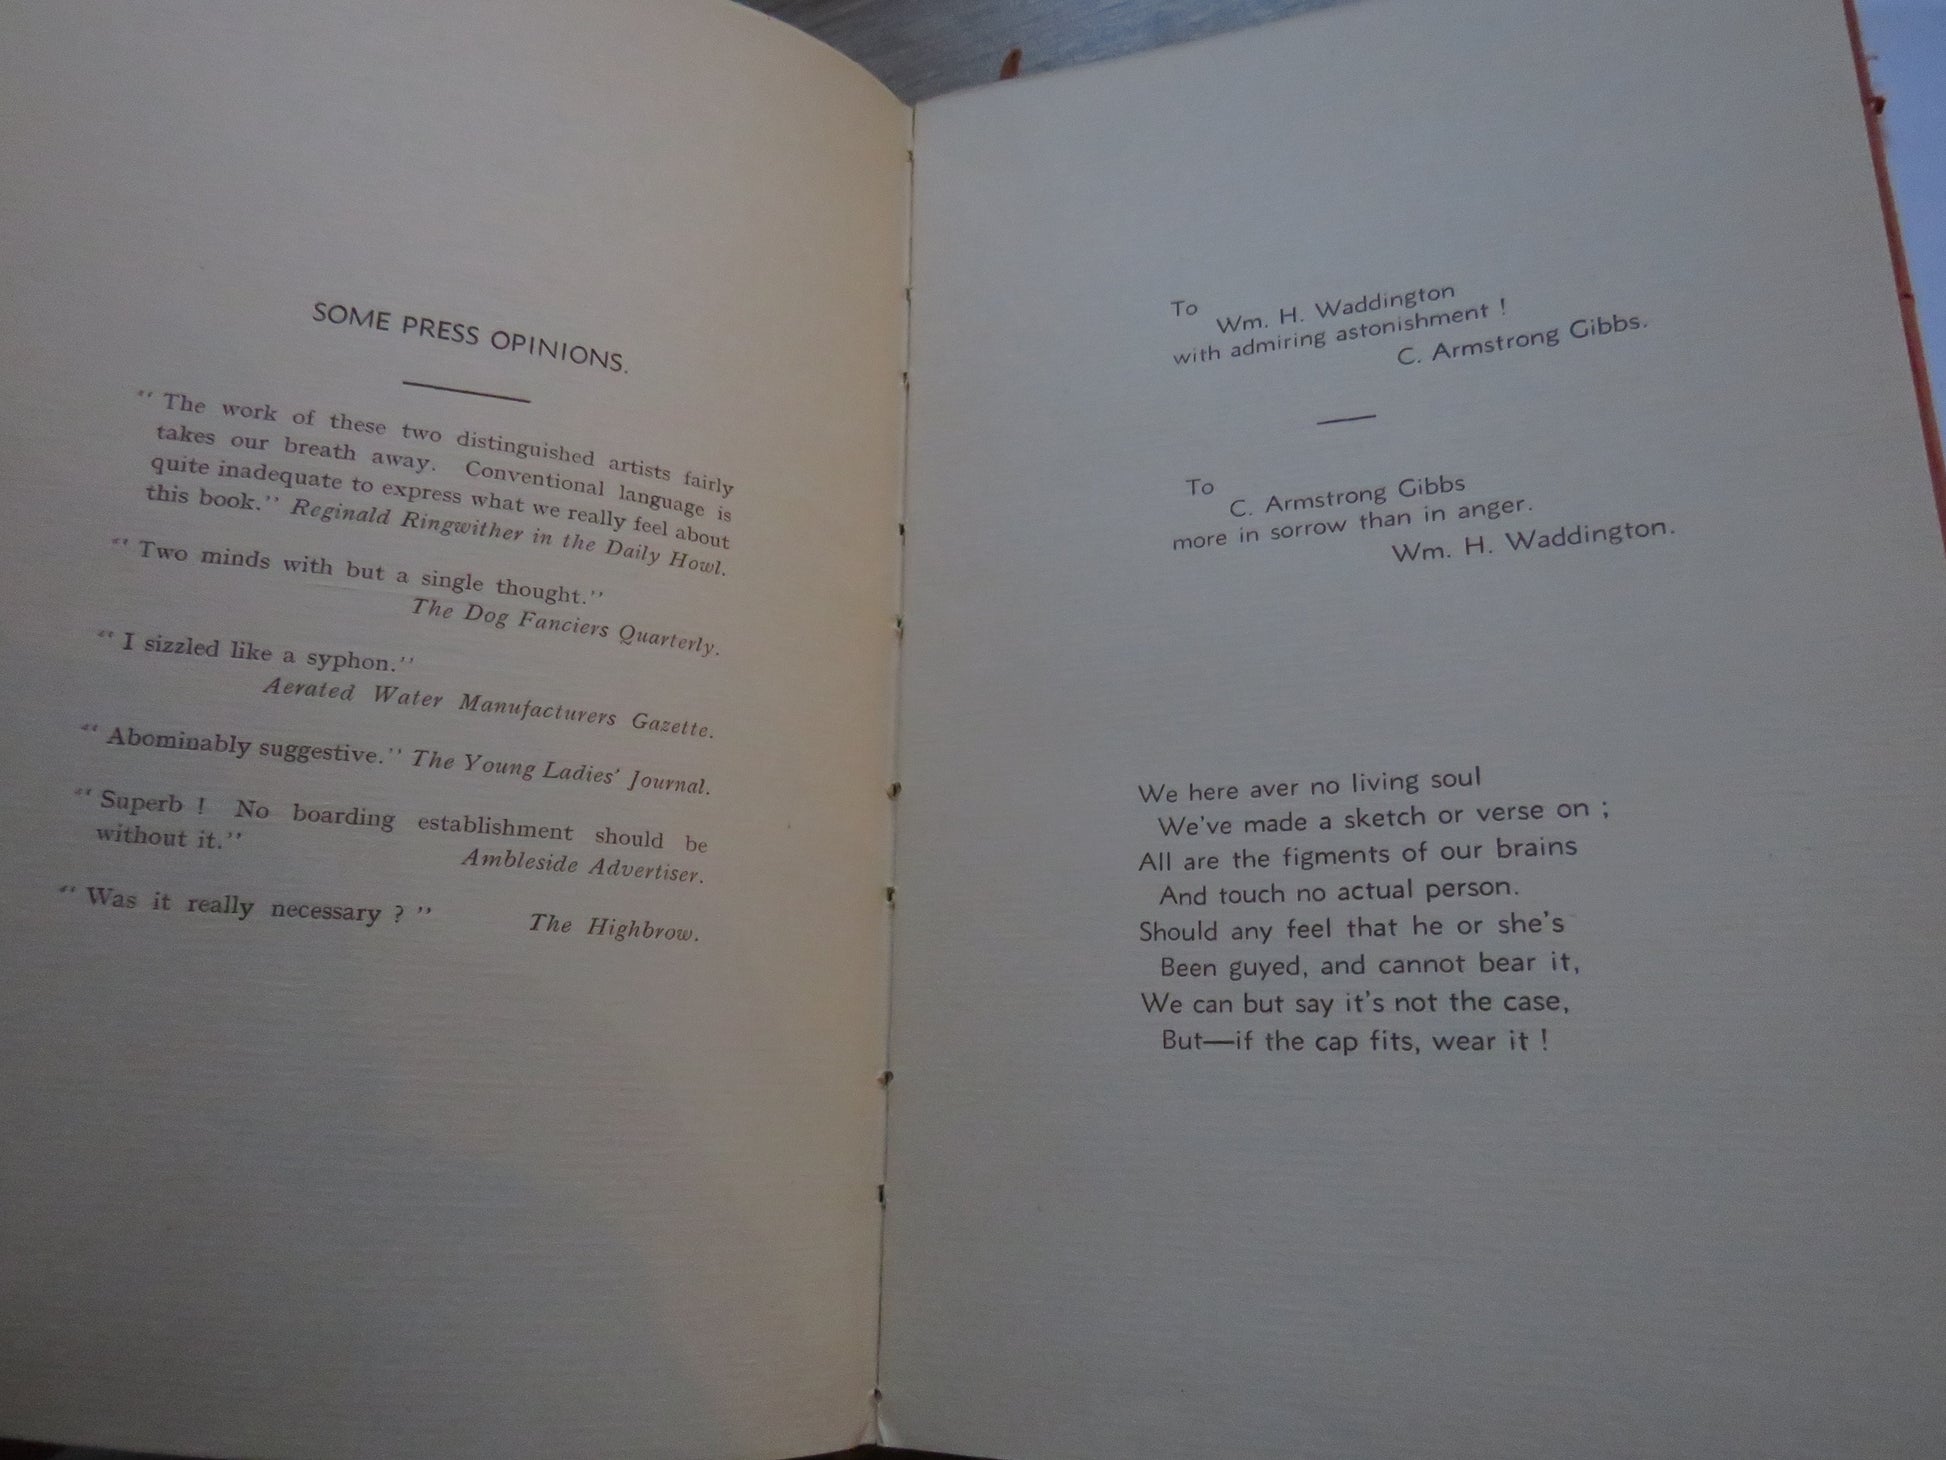 SOME PRESS OPINIONS.
“ The work of these two distinguished artists fairly
takes our breath away. Conventional language is
quite inadequate to express what we really feel about
this book.” Reginald Ringwither in the Daily Howl.
“ Two minds with but a single thought.”
The Dog Fanciers Quarterly.
“ I sizzled like a syphon.”
Aerated Water Manufacturers Gazette.
“ Abominably suggestive.” The Young Ladies’ Journal.
“ Superb ! No boarding establishment should be
without it.” Ambleside Advertiser.
“ Was it really necessary ? ” The Highbrow.
To
Wm. H. Waddington
with admiring astonishment !
C. Armstrong Gibbs.
To
C. Armstrong Gibbs
more in sorrow than in anger.
Wm. H. Waddington.
We here aver no living soul
We’ve made a sketch or verse on ;
All are the figments of our brains
And touch no actual person.
Should any feel that he or she’s
Been guyed, and cannot bear it,
We can but say it’s not the case,
But—if the cap fits, wear it !